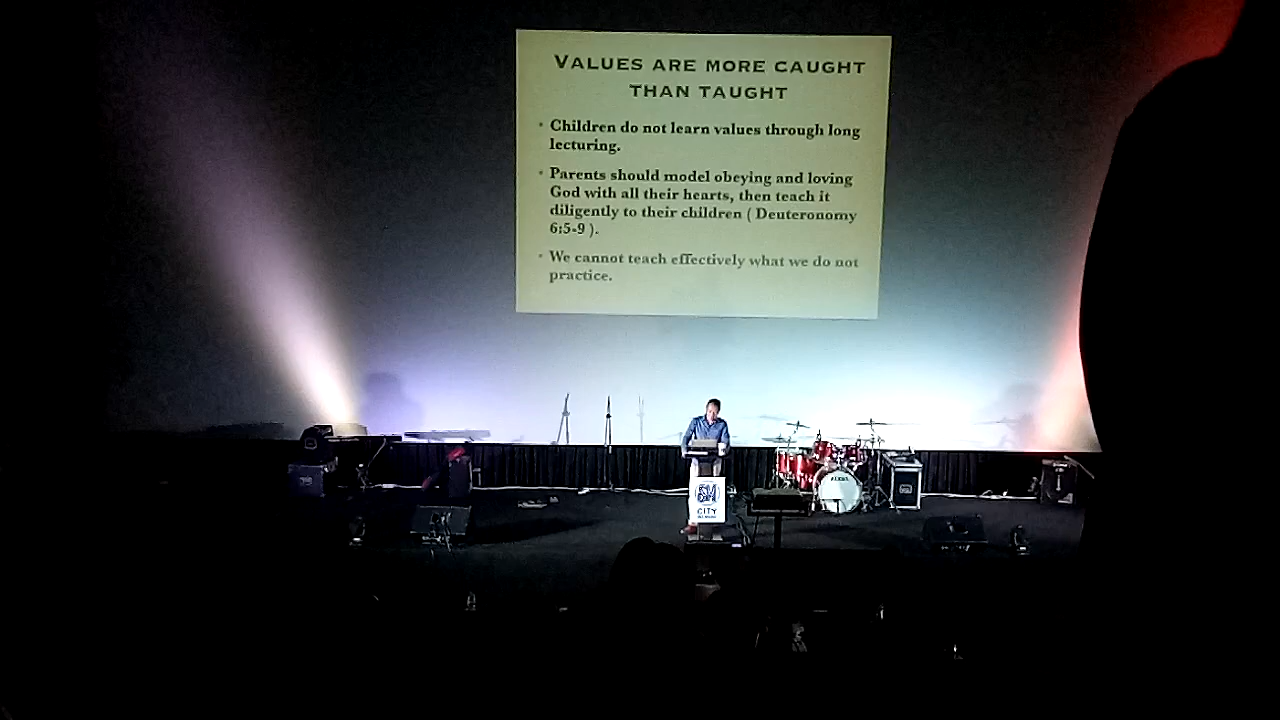 VALUES ARE MORE CAUGHT
THAN TAUGHT
• Children do not learn values through long
lecturing.
• Parents should model obeying and loving
God with all their hearts, then teach it
diligently to their children ( Deuteronomy
6:5-9 ).
• We cannot teach effectively what we do not
practice.
SM
CITY